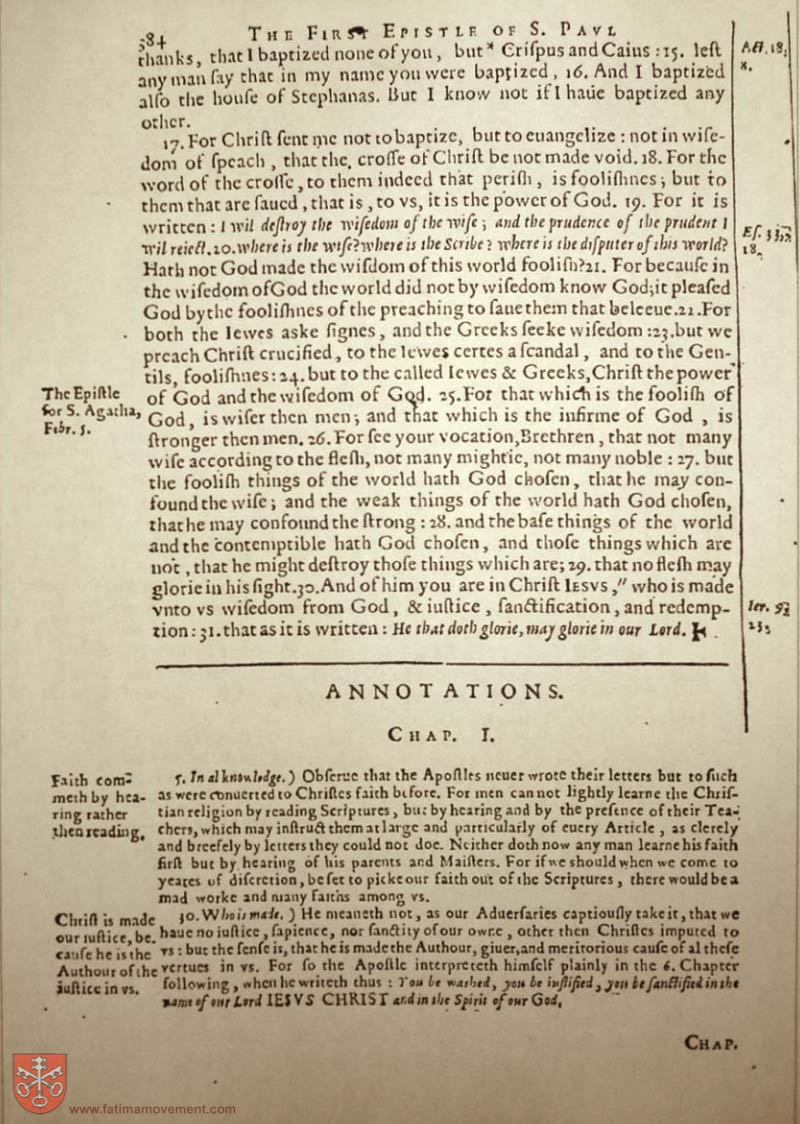 584
THE FIRST EPISTLE OF S. PAVL
thanks, that I baptized none of you, but* Crispus and Caius : 15. leſt
any man ſay that in my name you were baptized, 16. And I baptized
alſo the houſe of Stephanas. But I know not if I haue baptized any
other.
17. For Chriſt ſent me not to baptize, but to euangelize : not in wiſe-
dom of ſpeach, that the croſſe of Chriſt be not made void. 18. For the
word of the croſſe, to them indeed that periſh, is fooliſhnes; but to
them that are ſaued, that is, to vs, it is the power of God. 19. For it is
written : I wil deſtroy the wiſedom of the wiſe; and the prudence of the prudent I
wil reiect. 20. where is the wiſe? where is the Scribe? where is the diſputer of this world?
Hath not God made the wiſdom of this world fooliſh? 21. For becauſe in
the wiſedom of God the world did not by wiſedom know God; it pleaſed
God by the fooliſhnes of the preaching to ſaue them that beleeue. 22. For
both the Iewes aske ſignes, and the Greeks ſeeke wiſedom : 23. but we
preach Chriſt crucified, to the Iewes certes a ſcandal, and to the Gen-
tils, fooliſhnes : 24. but to the called Iewes & Greeks, Chriſt the power
of God and the wiſedom of God. 25. For that which is the fooliſh of
God, is wiſer then men; and that which is the infirme of God, is
ſtronger then men. 26. For ſee your vocation, Brethren, that not many
wiſe according to the fleſh, not many mightie, not many noble : 27. but
the fooliſh things of the world hath God choſen, that he may con-
found the wiſe; and the weak things of the world hath God choſen,
that he may confound the ſtrong : 28. and the baſe things of the world
and the contemptible hath God choſen, and thoſe things which are
not, that he might deſtroy thoſe things which are; 29. that no fleſh may
glorie in his ſight. 30. And of him you are in Chriſt IESVS," who is made
vnto vs wiſedom from God, & iuſtice, ſanctification, and redemp-
tion : 31. that as it is written : He that doth glorie, may glorie in our Lord.
Act. 18,
8.
Eſ. 33,
18.
Ier. 9,
23.
The Epiſtle
for S. Agatha,
Febr. 5.
ANNOTATIONS.
CHAP. I.
5. In al knowledge.) Obſerue that the Apoſtles neuer wrote their letters but to ſuch
as were conuerted to Chriſtes faith before. For men can not lightly learne the Chriſ-
tian religion by reading Scriptures, but by hearing and by the preſence of their Tea-
chers, which may inſtruct them at large and particularly of euery Article, as clerely
and breefely by letters they could not doe. Neither doth now any man learne his faith
firſt but by hearing of his parents and Maiſters. For if we should when we come to
yeares of diſcretion, be ſet to picke our faith out of the Scriptures, there would be a
mad worke and many faiths among vs.
Faith com-
meth by hea-
ring rather
then reading.
30. Who is made.) He meaneth not, as our Aduerſaries captiouſly take it, that we
haue no iuſtice, ſapience, nor ſanctity of our owne, other then Chriſtes imputed to
vs : but the ſenſe is, that he is made the Authour, giuer, and meritorious cauſe of al theſe
vertues in vs. For ſo the Apoſtle interpreteth himſelf plainly in the 6. Chapter
following, when he writeth thus : You be waſhed, you be iuſtified, you be ſanctified in the
name of our Lord IESVS CHRIST and in the Spirit of our God.
Chriſt is made
our iuſtice, be-
cauſe he is the
Authour of the
iuſtice in vs.
CHAP.
www.fatimamovement.com